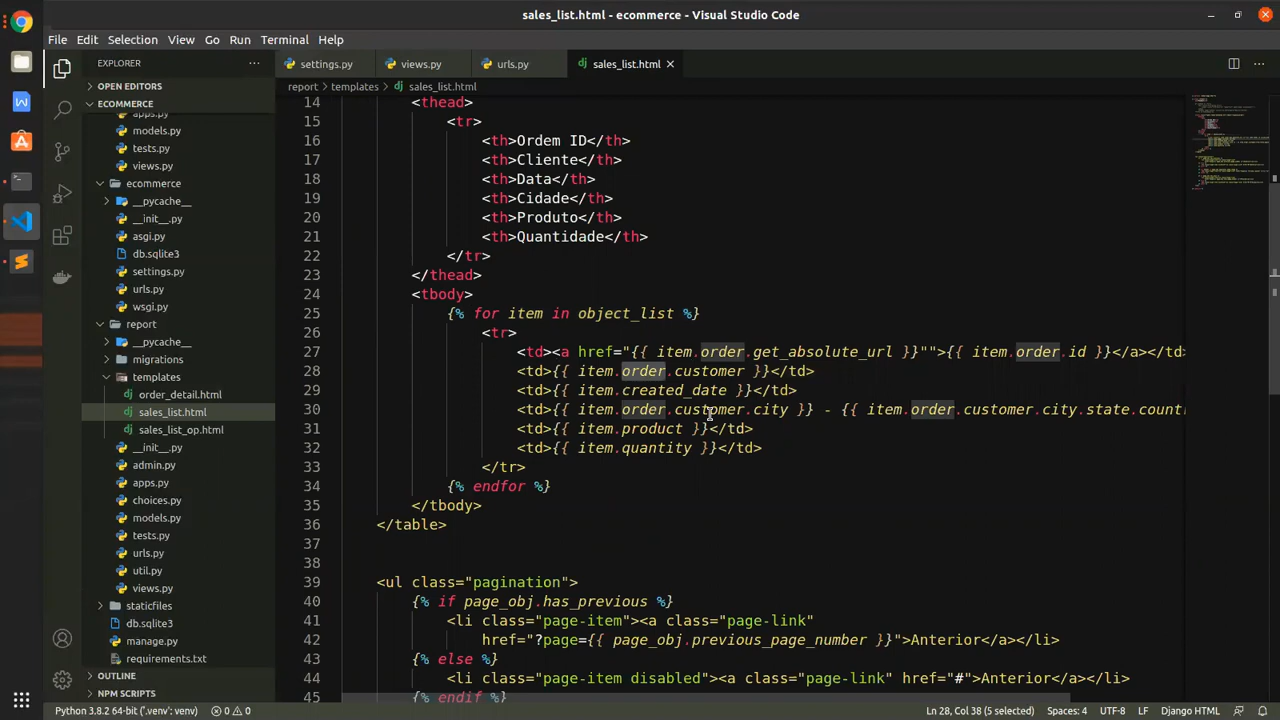 sales_list.html - ecommerce - Visual Studio Code
File Edit Selection View Go Run Terminal Help
EXPLORER
settings.py views.py urls.py sales_list.html
OPEN EDITORS
report templates sales_list.html
ECOMMERCE
apps.py
models.py
tests.py
views.py
ecommerce
__pycache__
__init__.py
asgi.py
db.sqlite3
settings.py
urls.py
wsgi.py
report
__pycache__
migrations
templates
order_detail.html
sales_list.html
sales_list_op.html
__init__.py
admin.py
apps.py
choices.py
models.py
tests.py
urls.py
util.py
views.py
staticfiles
db.sqlite3
manage.py
requirements.txt
OUTLINE
NPM SCRIPTS
14 <thead>
15 <tr>
16 <th>Ordem ID</th>
17 <th>Cliente</th>
18 <th>Data</th>
19 <th>Cidade</th>
20 <th>Produto</th>
21 <th>Quantidade</th>
22 </tr>
23 </thead>
24 <tbody>
25 {% for item in object_list %}
26 <tr>
27 <td><a href="{{ item.order.get_absolute_url }}"">{{ item.order.id }}</a></td>
28 <td>{{ item.order.customer }}</td>
29 <td>{{ item.created_date }}</td>
30 <td>{{ item.order.customer.city }} - {{ item.order.customer.city.state.countr
31 <td>{{ item.product }}</td>
32 <td>{{ item.quantity }}</td>
33 </tr>
34 {% endfor %}
35 </tbody>
36 </table>
37
38
39 <ul class="pagination">
40 {% if page_obj.has_previous %}
41 <li class="page-item"><a class="page-link"
42 href="?page={{ page_obj.previous_page_number }}">Anterior</a></li>
43 {% else %}
44 <li class="page-item disabled"><a class="page-link" href="#">Anterior</a></li>
45 {% endif %}
Python 3.8.2 64-bit ('.venv': venv) 0 0 Ln 28, Col 38 (5 selected) Spaces: 4 UTF-8 LF Django HTML